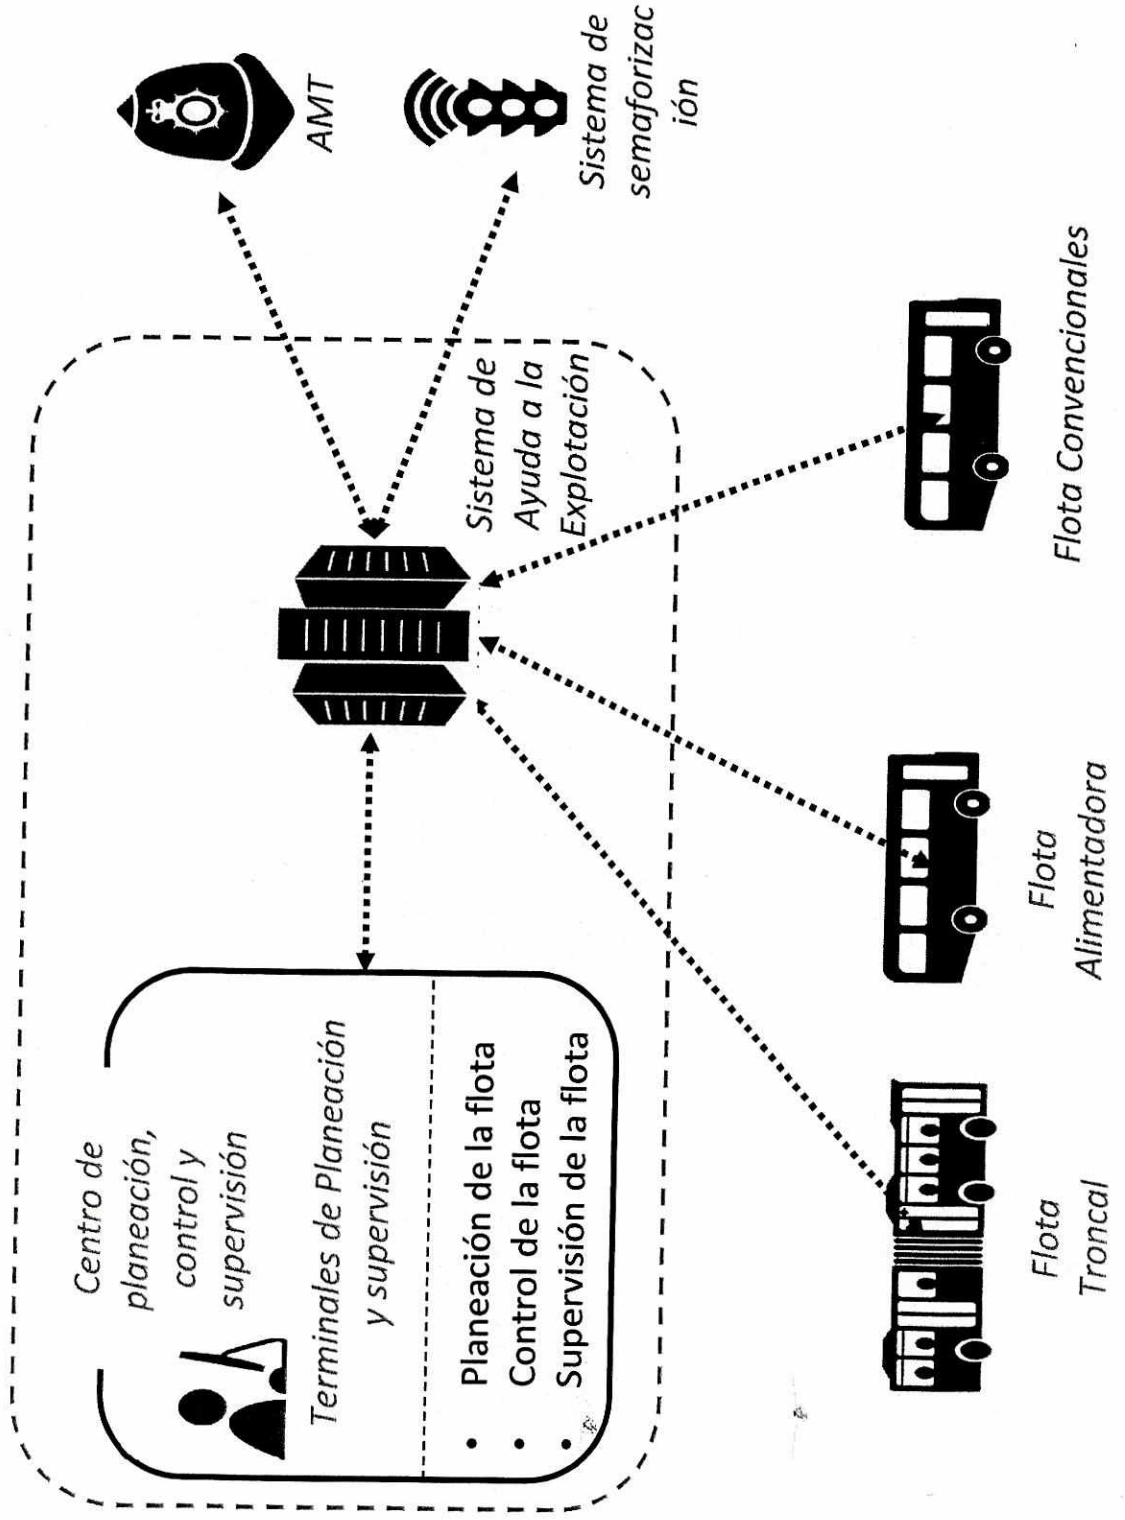 Centro de
planeación,
control y
supervisión
Terminales de Planeación
y supervisión
• Planeación de la flota
• Control de la flota
• Supervisión de la flota
Sistema de
Ayuda a la
Explotación
AMT
Sistema de
semaforizac
ión
Flota
Troncal
Flota
Alimentadora
Flota Convencionales